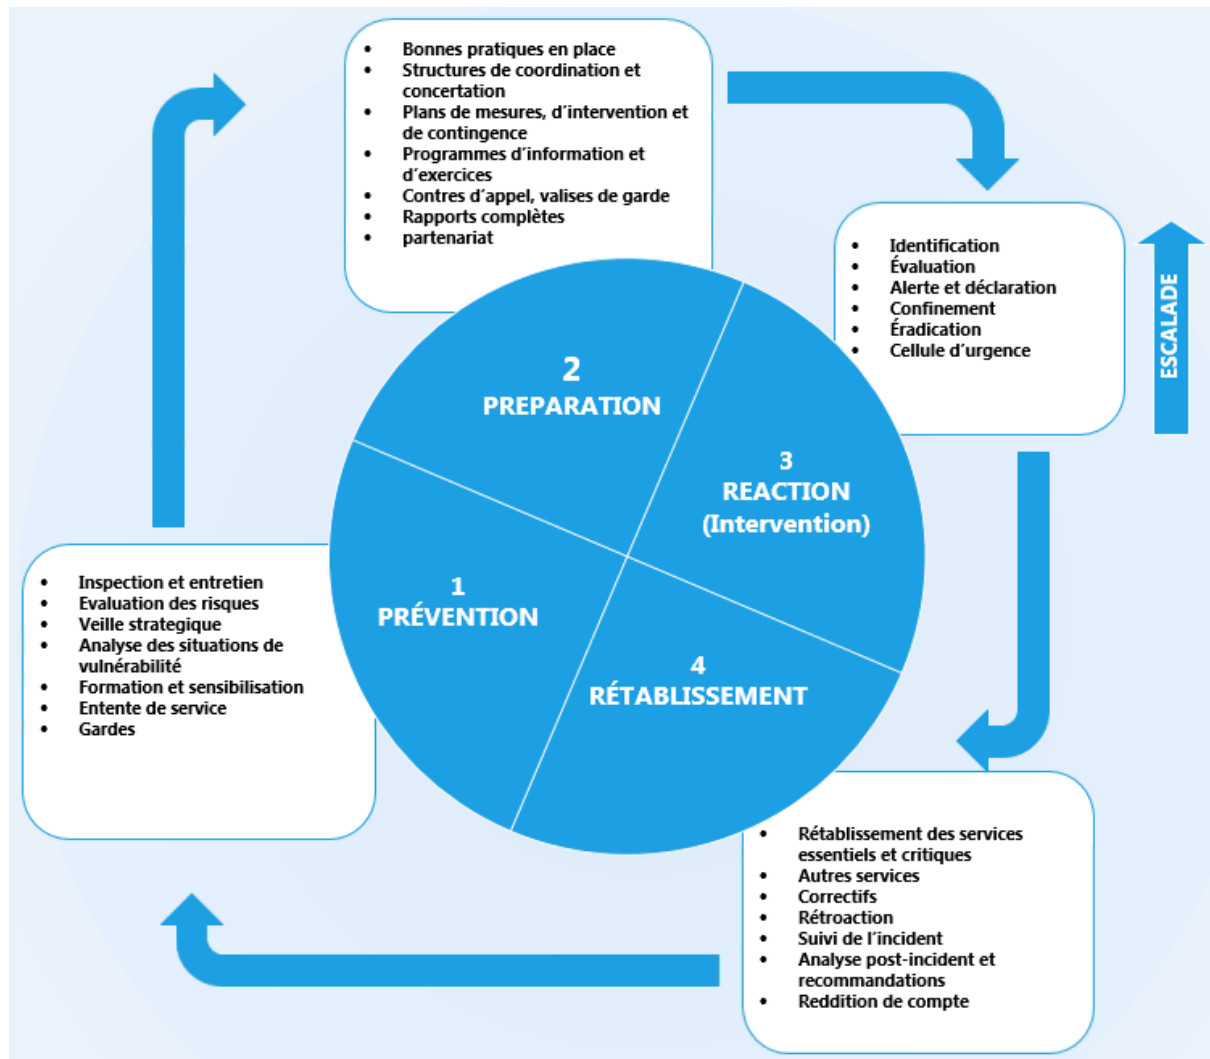 • Bonnes pratiques en place
• Structures de coordination et
concertation
• Plans de mesures, d´intervention et
de contingence
• Programmes d´information et
d´exercices
• Contres d´appel, valises de garde
• Rapports complètes
• partenariat
• Identification
• Évaluation
• Alerte et déclaration
• Confinement
• Éradication
• Cellule d´urgence
ESCALADE
2
PREPARATION
3
REACTION
(Intervention)
1
PRÉVENTION
4
RÉTABLISSEMENT
• Inspection et entretien
• Evaluation des risques
• Veille strategique
• Analyse des situations de
vulnérabilité
• Formation et sensibilisation
• Entente de service
• Gardes
• Rétablissement des services
essentiels et critiques
• Autres services
• Correctifs
• Rétroaction
• Suivi de l´incident
• Analyse post-incident et
recommandations
• Reddition de compte